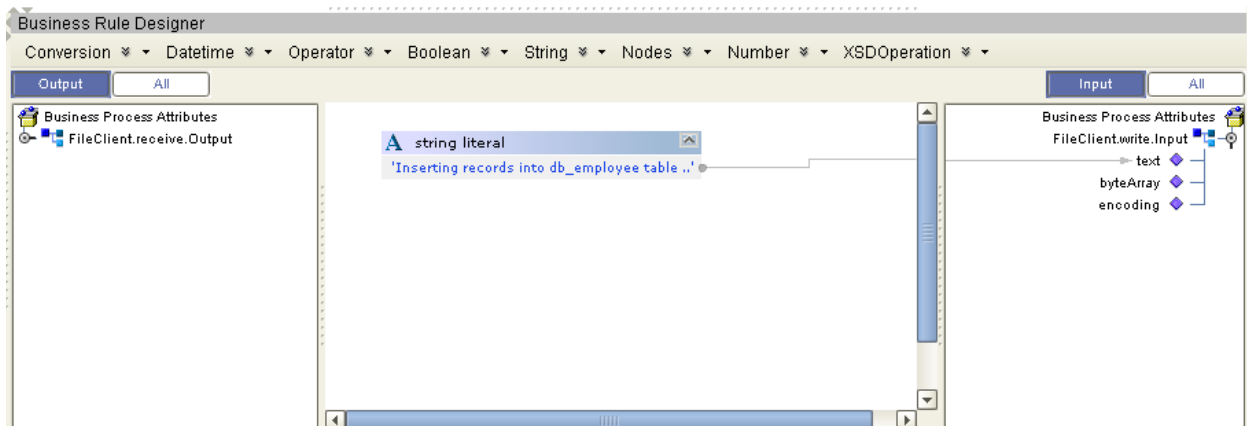 Business Rule Designer
Conversion Datetime Operator Boolean String Nodes Number XSDOperation
Output All Input All
Business Process Attributes
FileClient.receive.Output
A string literal
'Inserting records into db_employee table ..'
Business Process Attributes
FileClient.write.Input
text
byteArray
encoding